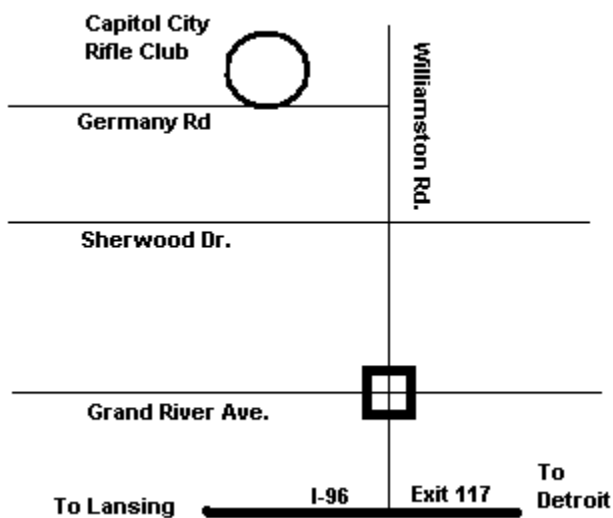 Capitol City
Rifle Club
Germany Rd
Williamston Rd.
Sherwood Dr.
Grand River Ave.
To Lansing
I-96
Exit 117
To
Detroit